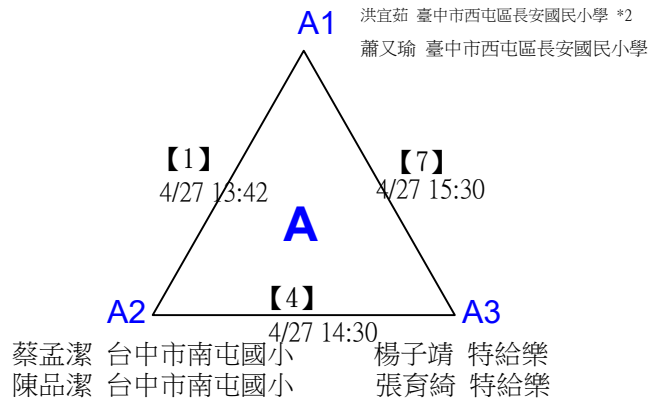 A1
洪宜茹 臺中市西屯區長安國民小學 *2
蕭又瑜 臺中市西屯區長安國民小學
【1】
4/27 13:42
【7】
4/27 15:30
A
A2
【4】
4/27 14:30
A3
蔡孟潔 台中市南屯國小
楊子靖 特給樂
陳品潔 台中市南屯國小
張育綺 特給樂